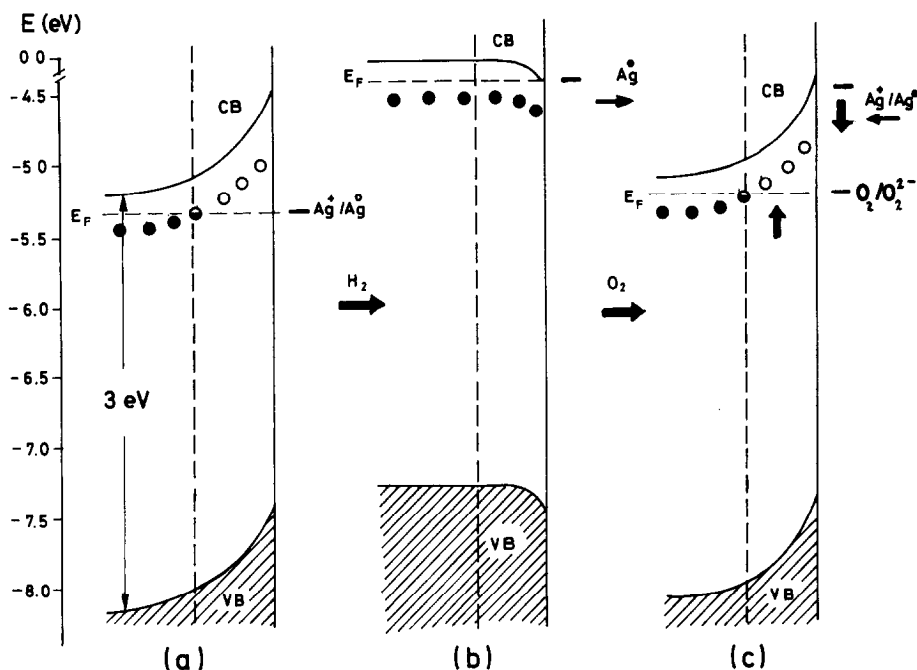 E (eV)
0 0
-4.5
-5.0
-5.5
-6.0
-6.5
-7.0
-7.5
-8.0
CB
E_F
Ag⁺/Ag⁰
3 eV
VB
(a)
H₂
CB
E_F
Ag⁰
VB
(b)
O₂
CB
Ag⁺/Ag⁰
E_F
O₂/O₂²⁻
VB
(c)